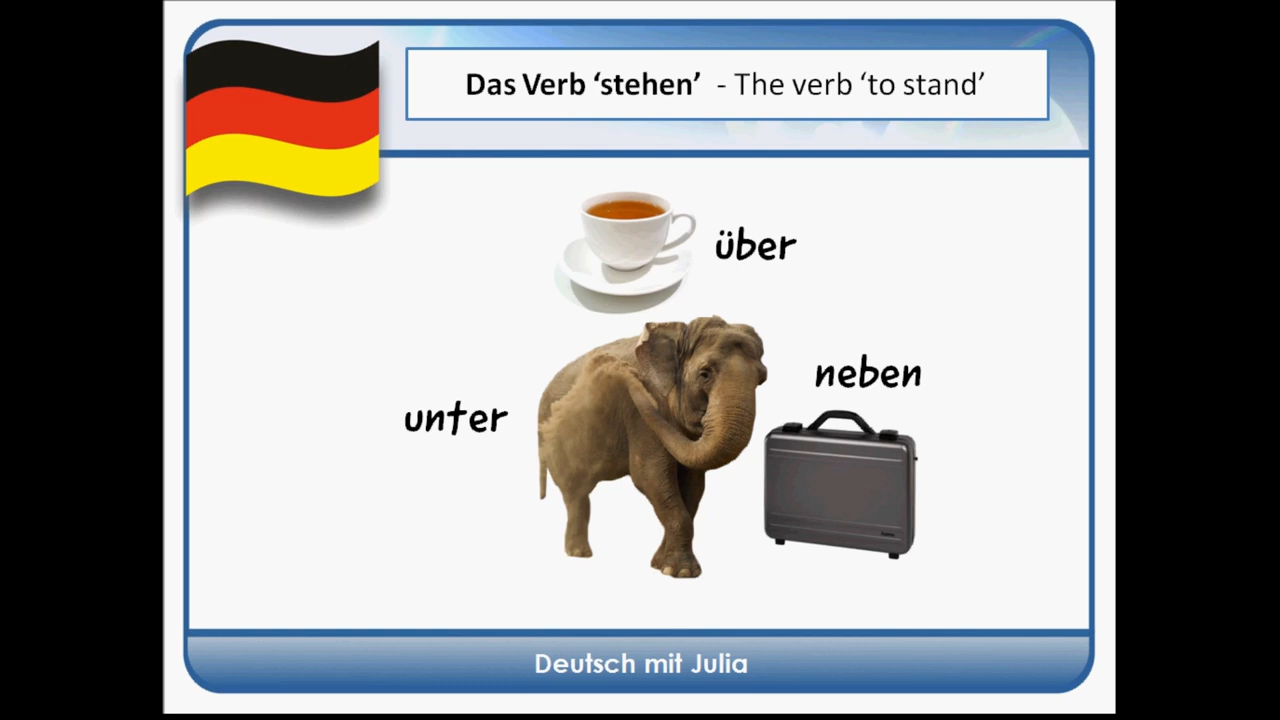 Das Verb ‘stehen’ - The verb ‘to stand’
über
neben
unter
Deutsch mit Julia